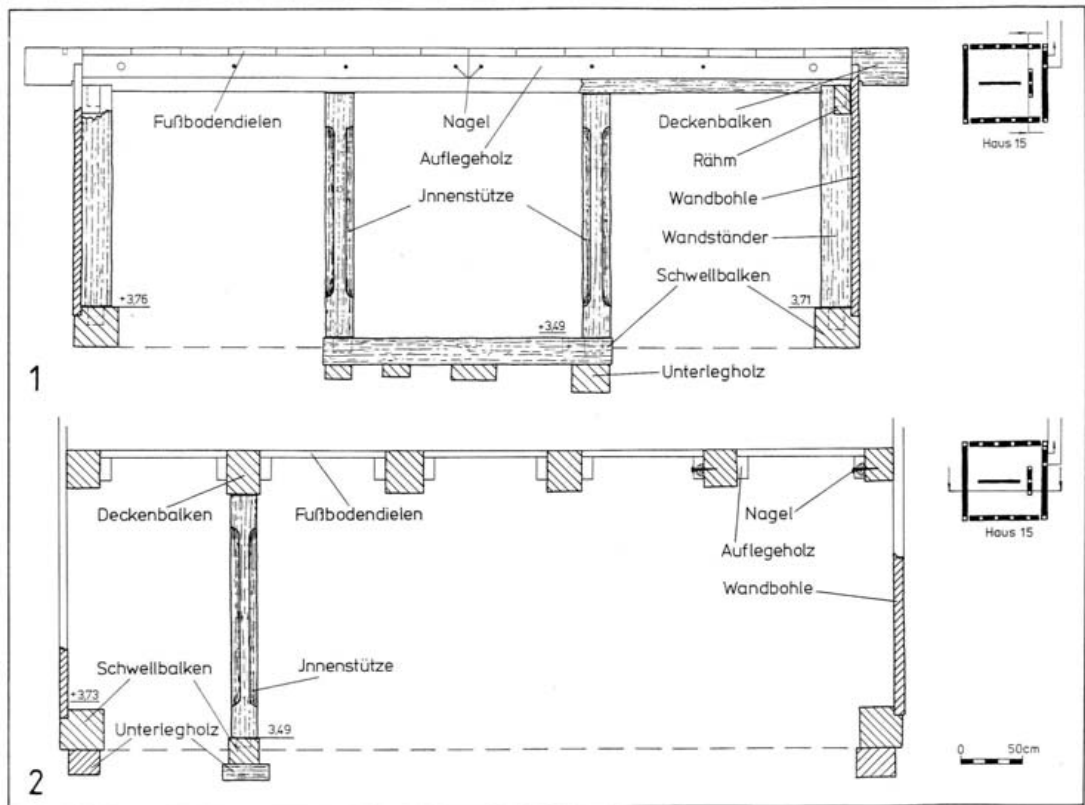 Fußbodendielen
Nagel
Auflegeholz
Jnnenstütze
Deckenbalken
Rähm
Wandbohle
Wandständer
Schwellbalken
Unterlegholz
+3,76
+3,49
3,71
Haus 15
1
Deckenbalken
Fußbodendielen
Nagel
Auflegeholz
Wandbohle
Schwellbalken
Jnnenstütze
+3,73
Unterlegholz
3,49
Haus 15
0 50cm
2